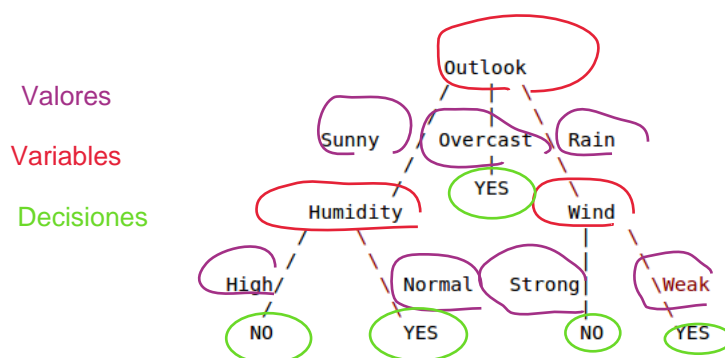 Outlook
Valores
Sunny Overcast Rain
Variables
YES
Decisiones
Humidity Wind
High Normal Strong Weak
NO YES NO YES